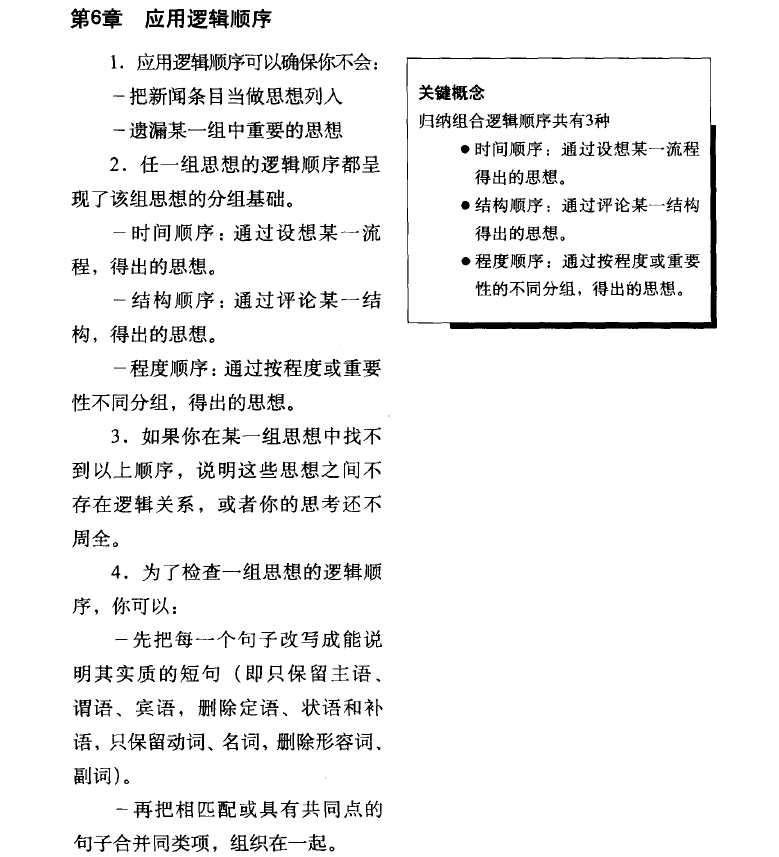 第6章 应用逻辑顺序
1．应用逻辑顺序可以确保你不会：
－把新闻条目当做思想列入
－遗漏某一组中重要的思想
2．任一组思想的逻辑顺序都呈
现了该组思想的分组基础。
－时间顺序：通过设想某一流
程，得出的思想。
－结构顺序：通过评论某一结
构，得出的思想。
－程度顺序：通过按程度或重要
性不同分组，得出的思想。
3．如果你在某一组思想中找不
到以上顺序，说明这些思想之间不
存在逻辑关系，或者你的思考还不
周全。
4．为了检查一组思想的逻辑顺
序，你可以：
－先把每一个句子改写成能说
明其实质的短句（即只保留主语、
谓语、宾语，删除定语、状语和补
语，只保留动词、名词，删除形容词、
副词）。
－再把相匹配或具有共同点的
句子合并同类项，组织在一起。
关键概念
归纳组合逻辑顺序共有3种
●时间顺序：通过设想某一流程
得出的思想。
●结构顺序：通过评论某一结构
得出的思想。
●程度顺序：通过按程度或重要
性的不同分组，得出的思想。